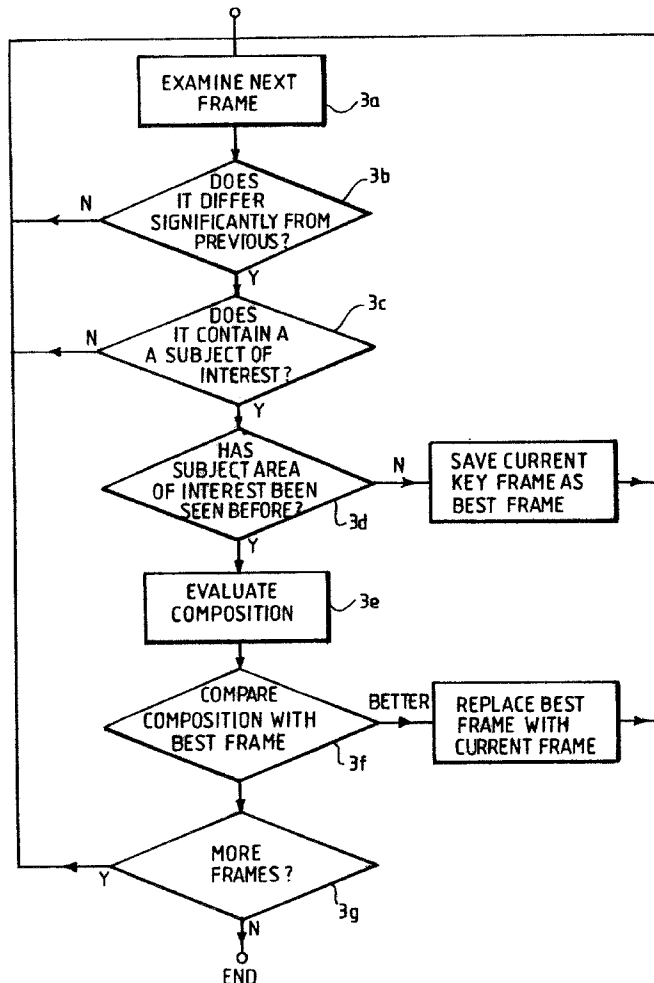 EXAMINE NEXT
FRAME
3a
DOES
IT DIFFER
SIGNIFICANTLY FROM
PREVIOUS?
3b
N
Y
DOES
IT CONTAIN A
A SUBJECT OF
INTEREST?
3c
N
Y
HAS
SUBJECT AREA
OF INTEREST BEEN
SEEN BEFORE?
3d
N
SAVE CURRENT
KEY FRAME AS
BEST FRAME
Y
EVALUATE
COMPOSITION
3e
COMPARE
COMPOSITION WITH
BEST FRAME
3f
BETTER
REPLACE BEST
FRAME WITH
CURRENT FRAME
MORE
FRAMES?
3g
Y
N
END